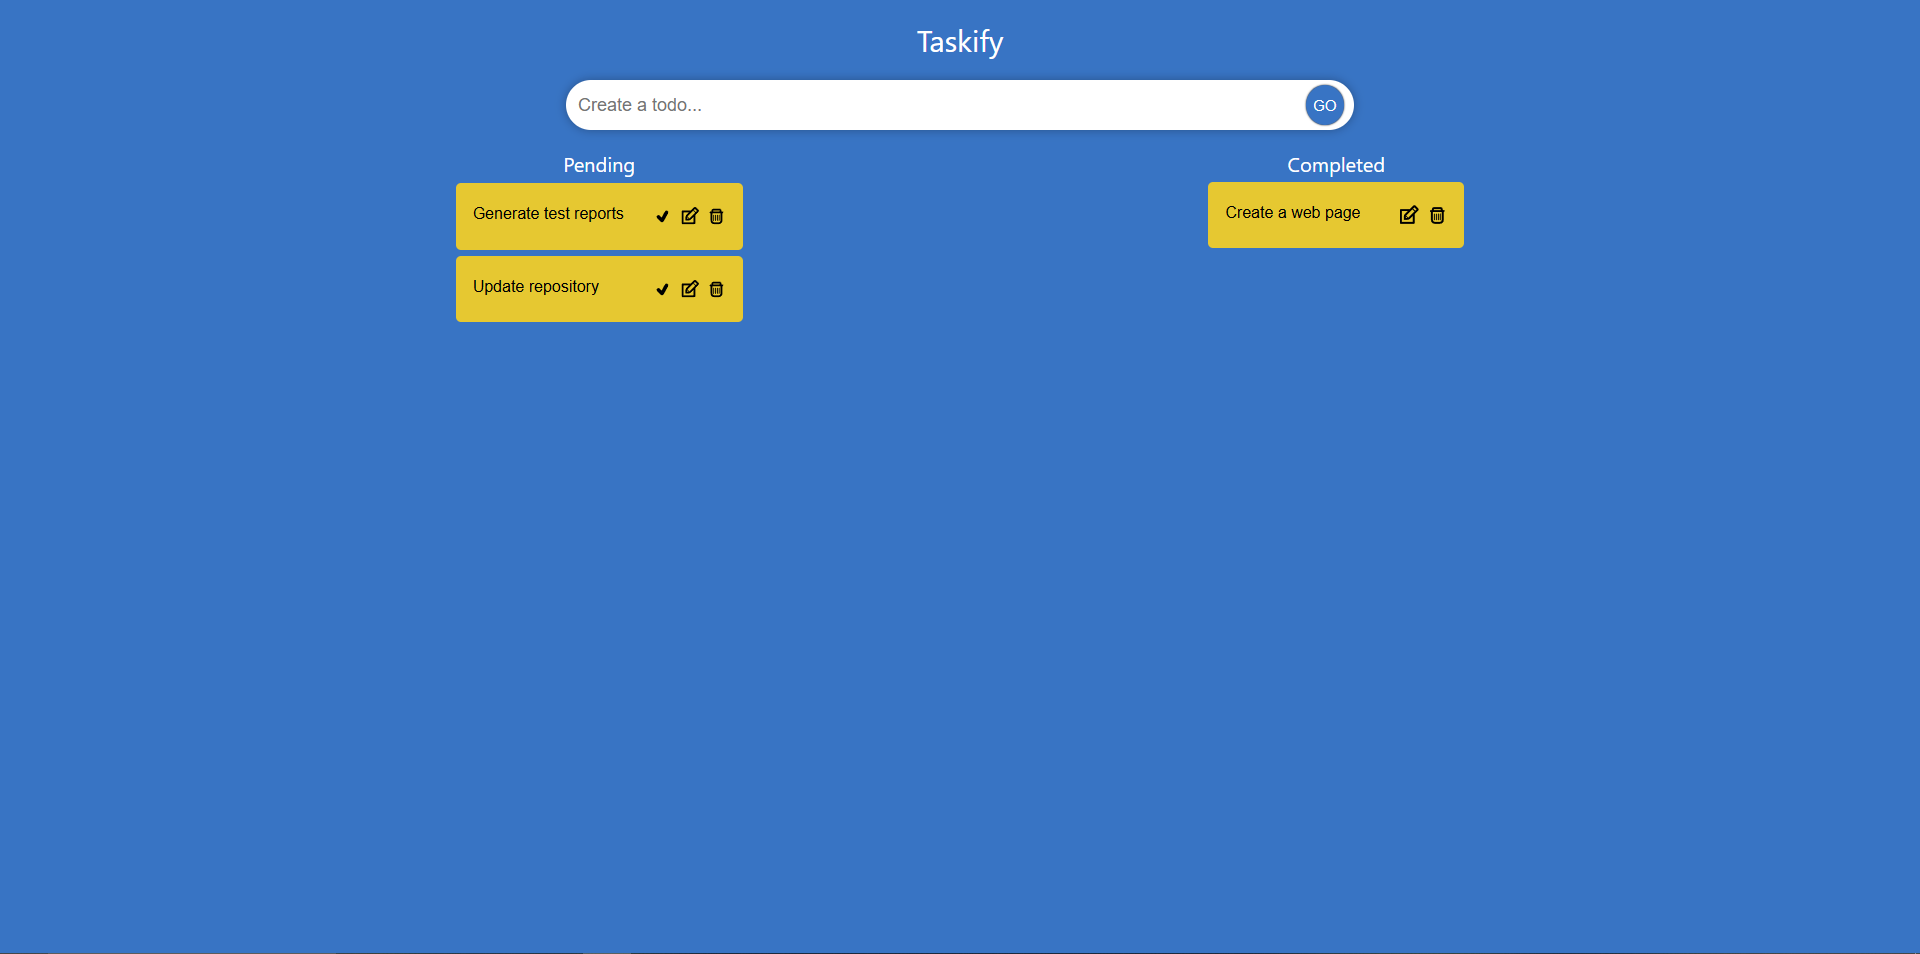 Taskify
Create a todo...
GO
Pending
Completed
Generate test reports
Create a web page
Update repository